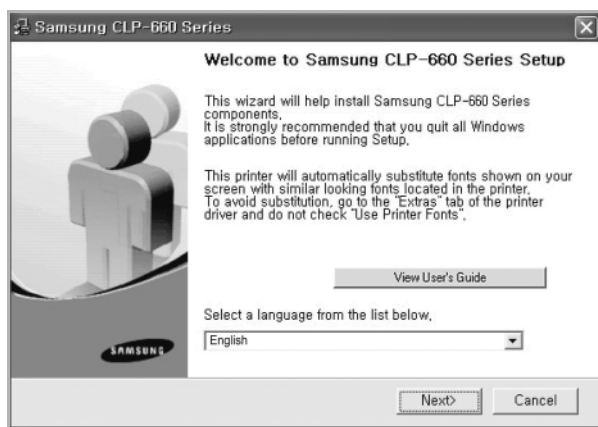 Samsung CLP-660 Series
Welcome to Samsung CLP-660 Series Setup
This wizard will help install Samsung CLP-660 Series
components,
It is strongly recommended that you quit all Windows
applications before running Setup,
This printer will automatically substitute fonts shown on your
screen with similar looking fonts located in the printer,
To avoid substitution, go to the "Extras" tab of the printer
driver and do not check "Use Printer Fonts",
View User's Guide
Select a language from the list below,
English
SAMSUNG
Next>
Cancel